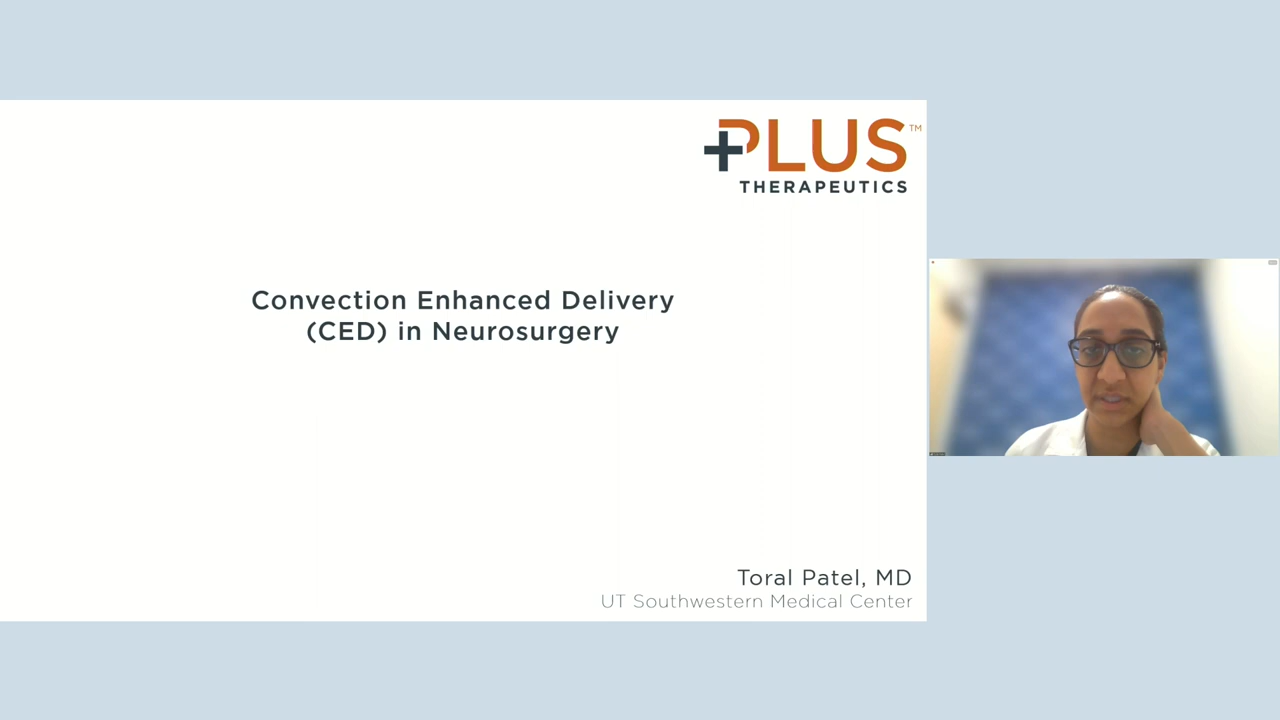 PLUS™
THERAPEUTICS
Convection Enhanced Delivery
(CED) in Neurosurgery
Toral Patel, MD
UT Southwestern Medical Center